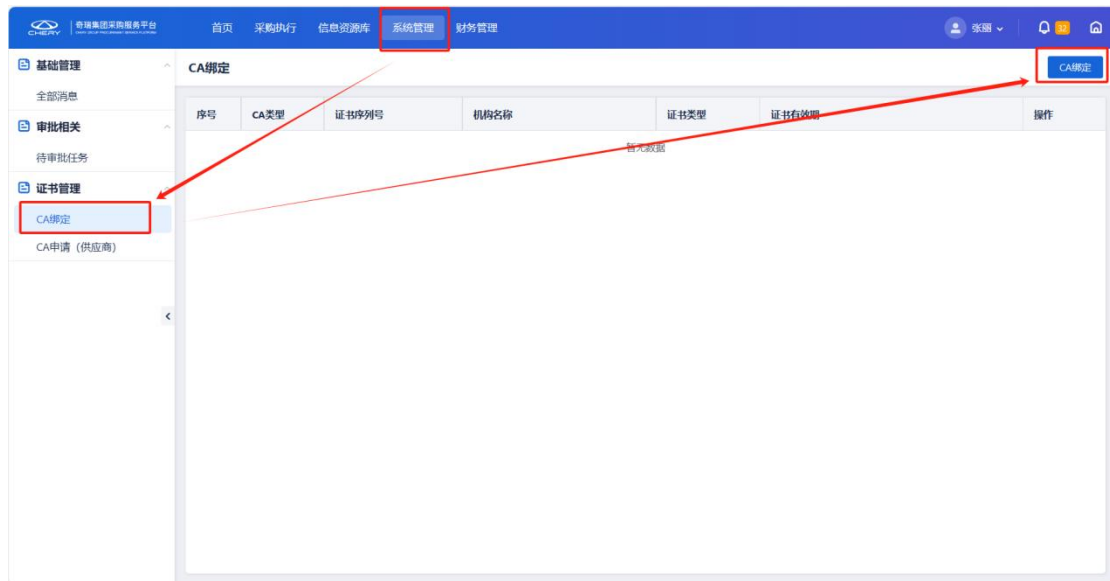 CHERY 奇瑞集团采购服务平台
首页 采购执行 信息资源库 系统管理 财务管理 张丽 32
基础管理
全部消息
审批相关
待审批任务
证书管理
CA绑定
CA申请（供应商）
CA绑定 CA绑定
序号 CA类型 证书序列号 机构名称 证书类型 证书有效期 操作
暂无数据